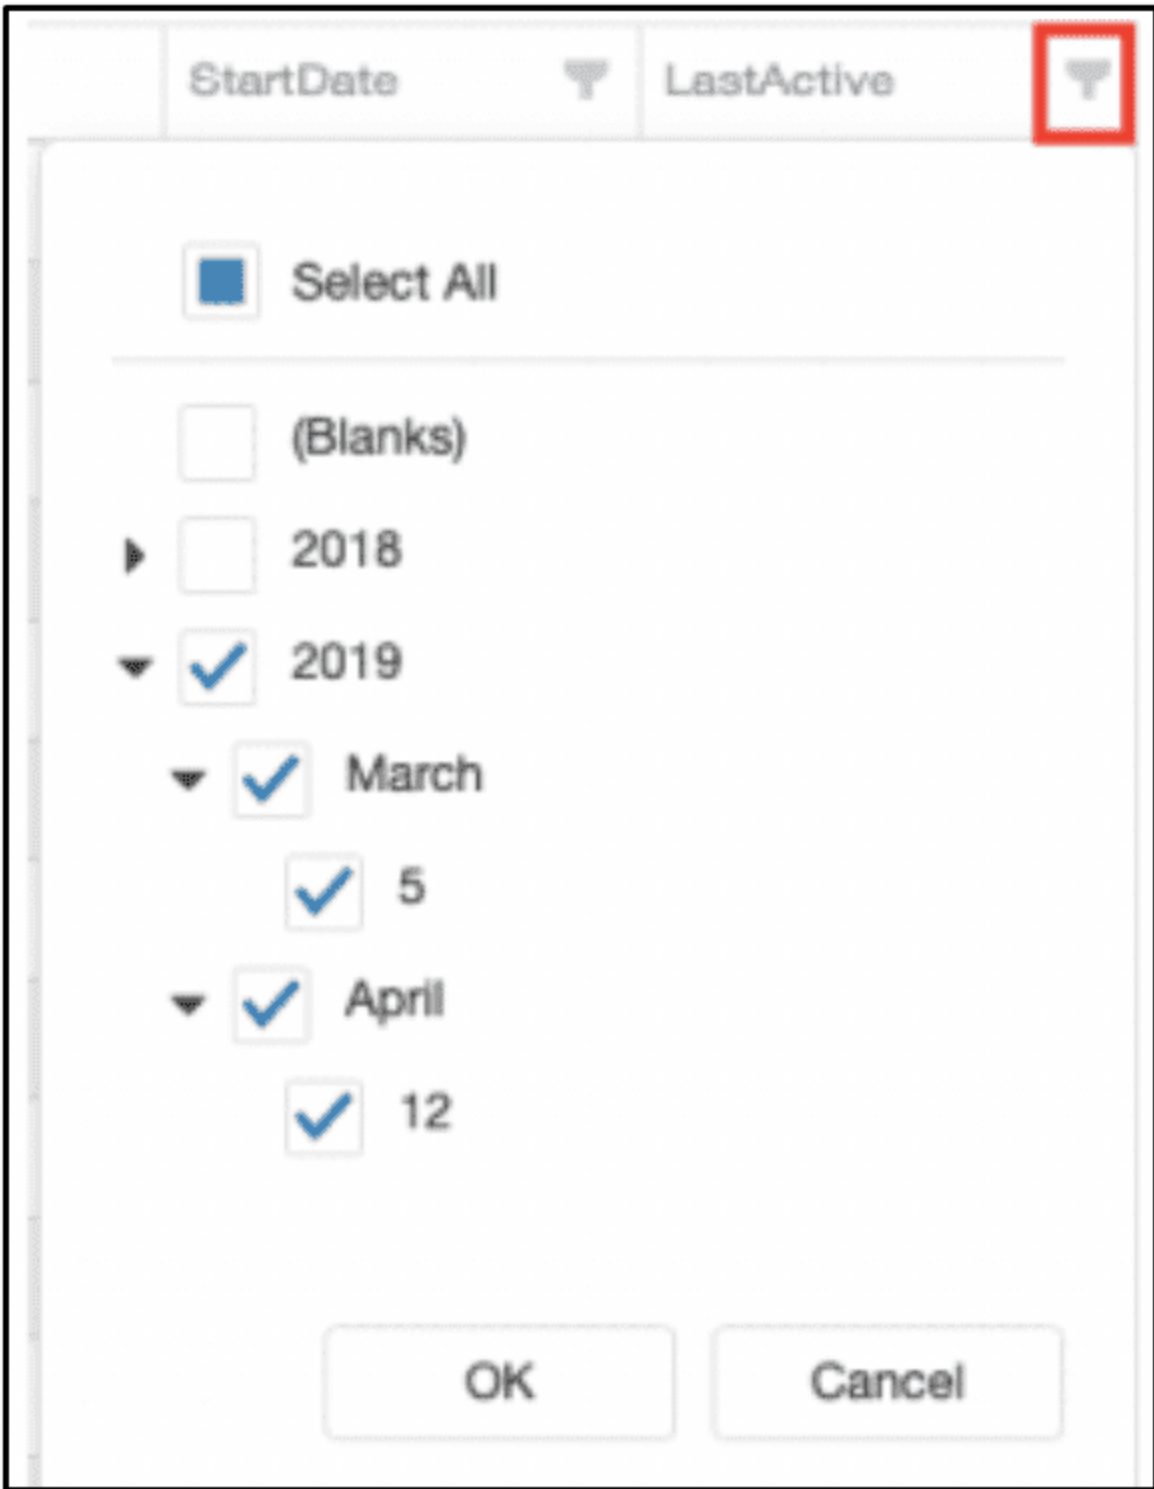 StartDate LastActive
Select All
(Blanks)
2018
2019
March
5
April
12
OK Cancel